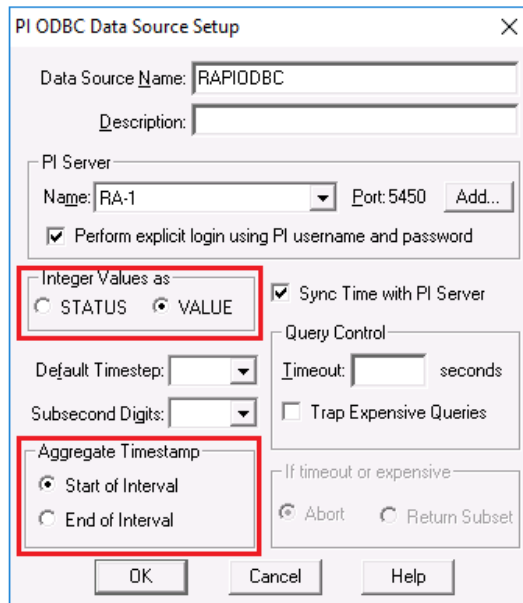 PI ODBC Data Source Setup
Data Source Name: RAPIODBC
Description:
PI Server
Name: RA-1 Port: 5450 Add...
Perform explicit login using PI username and password
Integer Values as
STATUS VALUE
Sync Time with PI Server
Query Control
Default Timestep:
Timeout: seconds
Subsecond Digits:
Trap Expensive Queries
Aggregate Timestamp
Start of Interval
End of Interval
If timeout or expensive
Abort Return Subset
OK Cancel Help